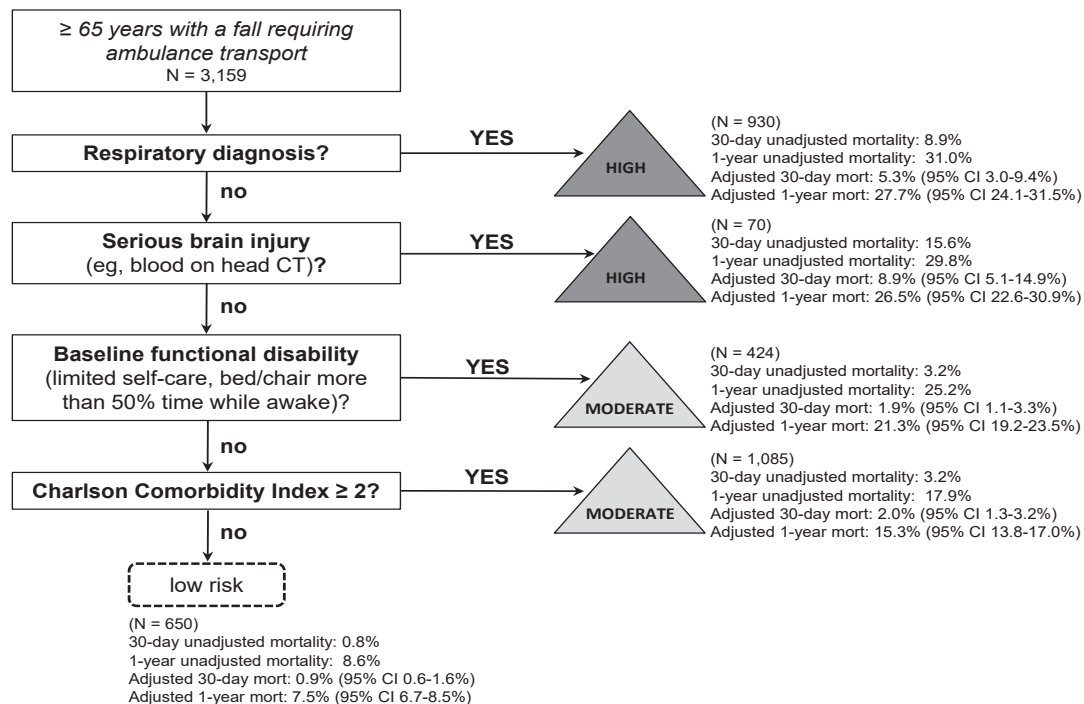 ≥ 65 years with a fall requiring
ambulance transport
N = 3,159
Respiratory diagnosis?
YES
HIGH
(N = 930)
30-day unadjusted mortality: 8.9%
1-year unadjusted mortality: 31.0%
Adjusted 30-day mort: 5.3% (95% CI 3.0-9.4%)
Adjusted 1-year mort: 27.7% (95% CI 24.1-31.5%)
no
Serious brain injury
(eg, blood on head CT)?
YES
HIGH
(N = 70)
30-day unadjusted mortality: 15.6%
1-year unadjusted mortality: 29.8%
Adjusted 30-day mort: 8.9% (95% CI 5.1-14.9%)
Adjusted 1-year mort: 26.5% (95% CI 22.6-30.9%)
no
Baseline functional disability
(limited self-care, bed/chair more
than 50% time while awake)?
YES
MODERATE
(N = 424)
30-day unadjusted mortality: 3.2%
1-year unadjusted mortality: 25.2%
Adjusted 30-day mort: 1.9% (95% CI 1.1-3.3%)
Adjusted 1-year mort: 21.3% (95% CI 19.2-23.5%)
no
Charlson Comorbidity Index ≥ 2?
YES
MODERATE
(N = 1,085)
30-day unadjusted mortality: 3.2%
1-year unadjusted mortality: 17.9%
Adjusted 30-day mort: 2.0% (95% CI 1.3-3.2%)
Adjusted 1-year mort: 15.3% (95% CI 13.8-17.0%)
no
low risk
(N = 650)
30-day unadjusted mortality: 0.8%
1-year unadjusted mortality: 8.6%
Adjusted 30-day mort: 0.9% (95% CI 0.6-1.6%)
Adjusted 1-year mort: 7.5% (95% CI 6.7-8.5%)